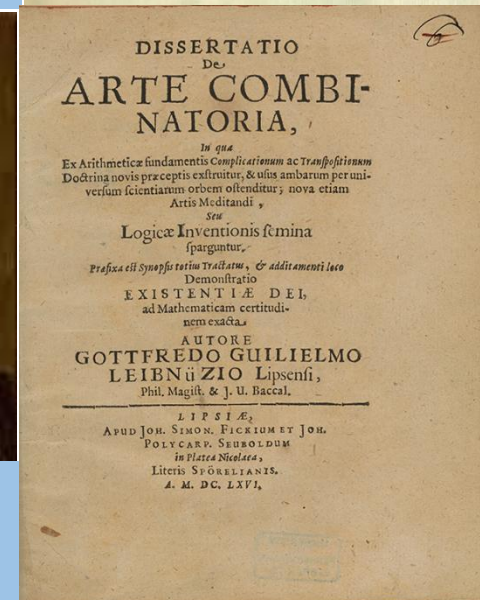 DISSERTATIO
De
ARTE COMBI-
NATORIA,
In qua
Ex Arithmeticæ fundamentis Complicationum ac Transpositionum
Doctrina novis præceptis exstruitur, & usus ambarum per uni-
versum scientiarum orbem ostenditur; nova etiam
Artis Meditandi,
Seu
Logicæ Inventionis semina
sparguntur.
Præfixa est Synopsis totius Tractatus, & additamenti loco
Demonstratio
EXISTENTIÆ DEI,
ad Mathematicam certitudi-
nem exacta.
AUTORE
GOTTFREDO GUILIELMO
LEIBNüZIO Lipsensi,
Phil. Magist. & J. U. Baccal.
LIPSIÆ,
APUD JOH. SIMON. FICKIUM ET JOH.
POLYCARP. SEUBOLDUM
in Platea Nicolaea,
Literis SPÖRELIANIS.
A. M. DC. LXVI.